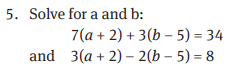 5. Solve for a and b:
7(a + 2) + 3(b – 5) = 34
and 3(a + 2) – 2(b – 5) = 8